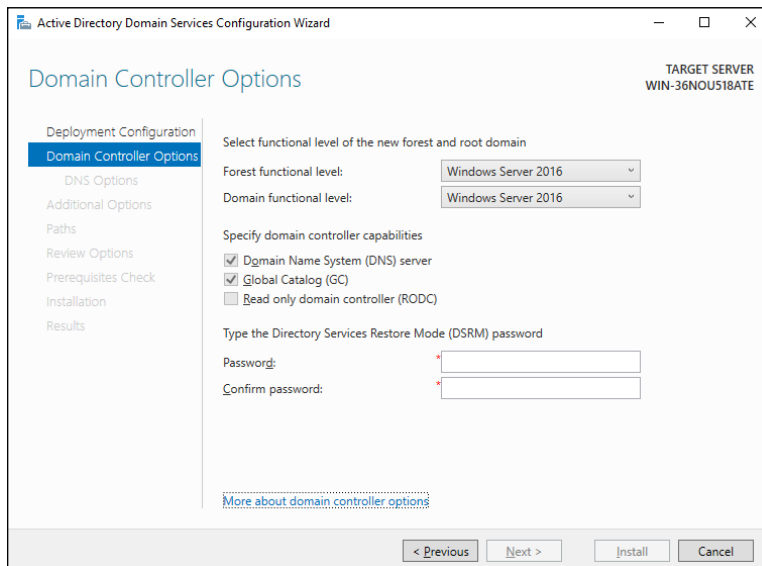 Active Directory Domain Services Configuration Wizard
Domain Controller Options
TARGET SERVER
WIN-36NOU518ATE
Deployment Configuration
Domain Controller Options
DNS Options
Additional Options
Paths
Review Options
Prerequisites Check
Installation
Results
Select functional level of the new forest and root domain
Forest functional level: Windows Server 2016
Domain functional level: Windows Server 2016
Specify domain controller capabilities
Domain Name System (DNS) server
Global Catalog (GC)
Read only domain controller (RODC)
Type the Directory Services Restore Mode (DSRM) password
Password: *
Confirm password: *
More about domain controller options
< Previous Next > Install Cancel